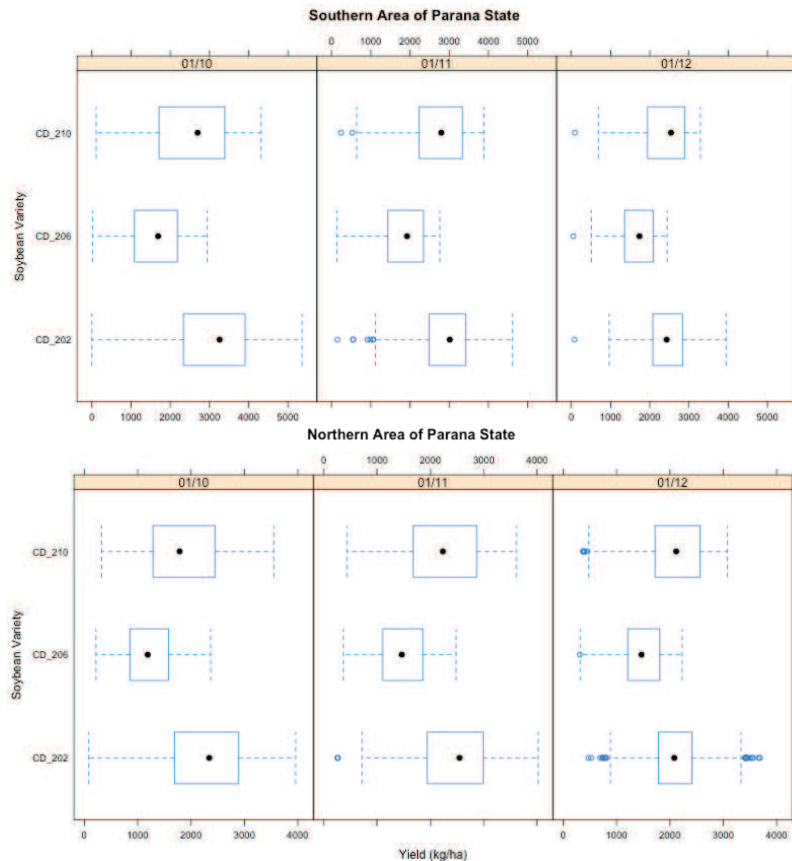 Southern Area of Parana State
0 1000 2000 3000 4000 5000
01/10 01/11 01/12
CD_210
CD_206
CD_202
Soybean Variety
0 1000 2000 3000 4000 5000 0 1000 2000 3000 4000 5000
Northern Area of Parana State
0 1000 2000 3000 4000
01/10 01/11 01/12
CD_210
CD_206
CD_202
Soybean Variety
0 1000 2000 3000 4000 0 1000 2000 3000 4000
Yield (kg/ha)